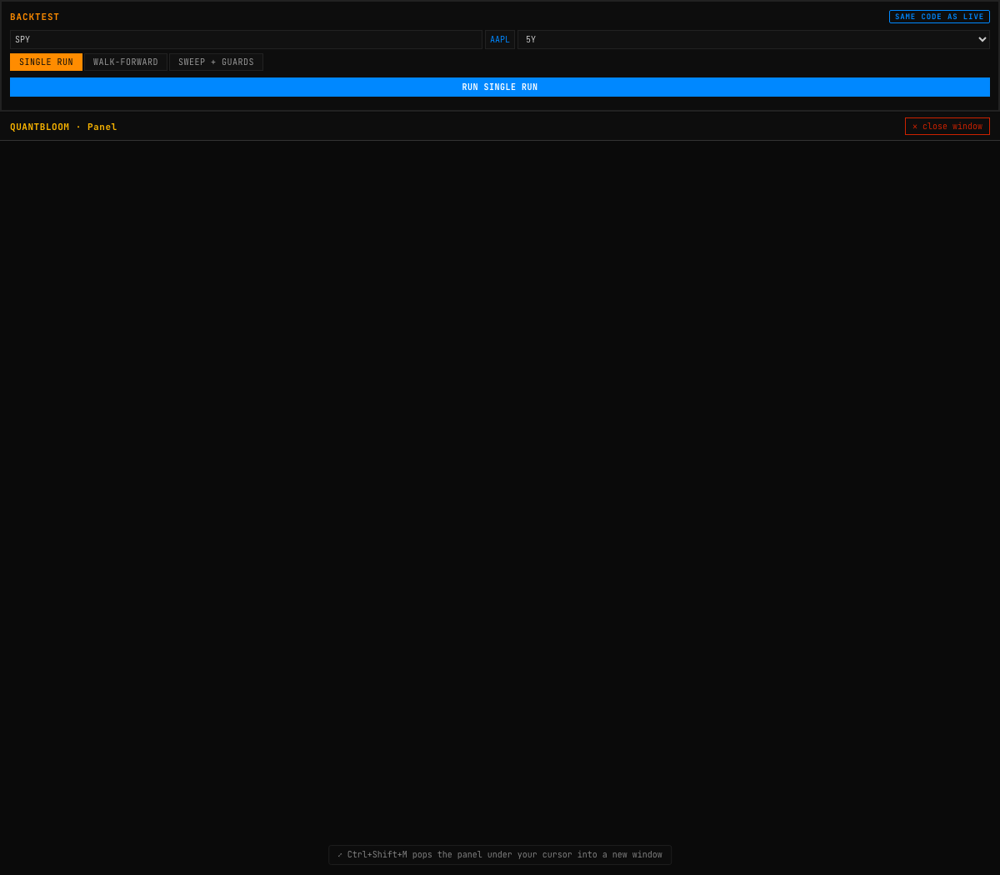 BACKTEST SAME CODE AS LIVE
SPY AAPL 5Y
SINGLE RUN WALK-FORWARD SWEEP + GUARDS
RUN SINGLE RUN
QUANTBLOOM · Panel × close window
⤢ Ctrl+Shift+M pops the panel under your cursor into a new window